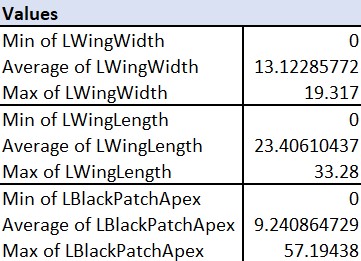 Values
Min of LWingWidth 0
Average of LWingWidth 13.12285772
Max of LWingWidth 19.317
Min of LWingLength 0
Average of LWingLength 23.40610437
Max of LWingLength 33.28
Min of LBlackPatchApex 0
Average of LBlackPatchApex 9.240864729
Max of LBlackPatchApex 57.19438